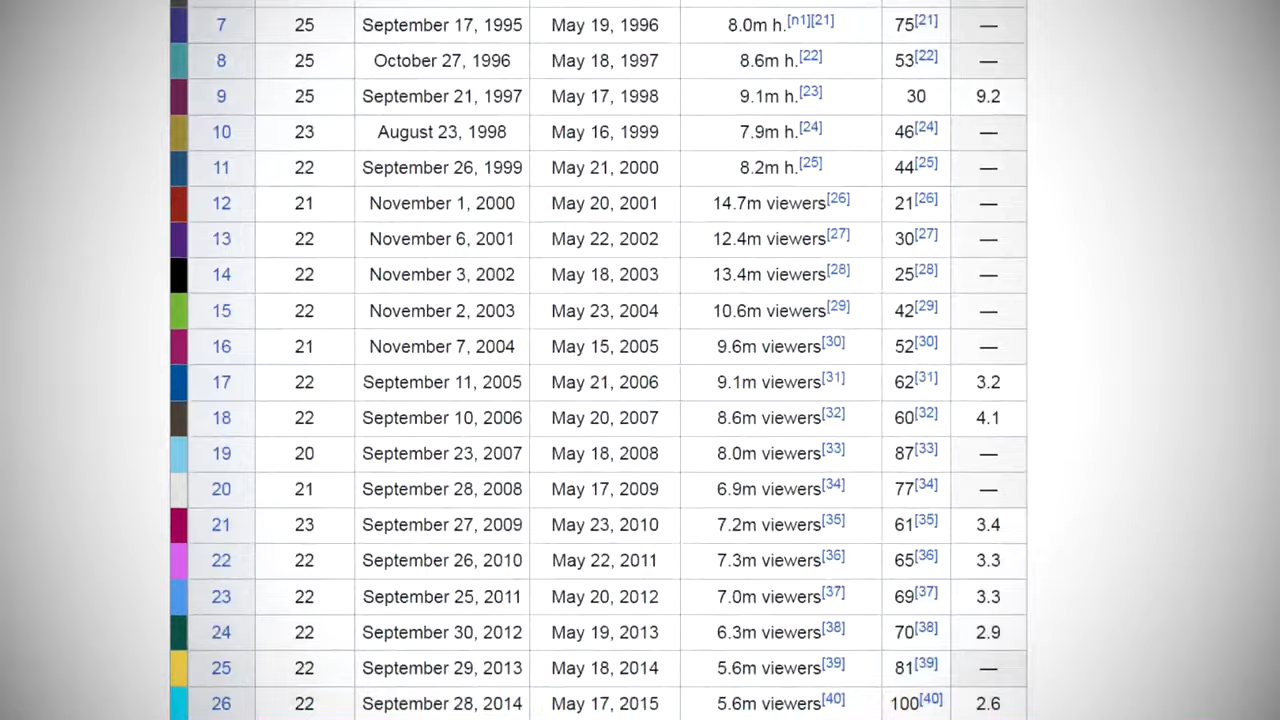 7 25 September 17, 1995 May 19, 1996 8.0m h.[n1][21] 75[21] —
8 25 October 27, 1996 May 18, 1997 8.6m h.[22] 53[22] —
9 25 September 21, 1997 May 17, 1998 9.1m h.[23] 30 9.2
10 23 August 23, 1998 May 16, 1999 7.9m h.[24] 46[24] —
11 22 September 26, 1999 May 21, 2000 8.2m h.[25] 44[25] —
12 21 November 1, 2000 May 20, 2001 14.7m viewers[26] 21[26] —
13 22 November 6, 2001 May 22, 2002 12.4m viewers[27] 30[27] —
14 22 November 3, 2002 May 18, 2003 13.4m viewers[28] 25[28] —
15 22 November 2, 2003 May 23, 2004 10.6m viewers[29] 42[29] —
16 21 November 7, 2004 May 15, 2005 9.6m viewers[30] 52[30] —
17 22 September 11, 2005 May 21, 2006 9.1m viewers[31] 62[31] 3.2
18 22 September 10, 2006 May 20, 2007 8.6m viewers[32] 60[32] 4.1
19 20 September 23, 2007 May 18, 2008 8.0m viewers[33] 87[33] —
20 21 September 28, 2008 May 17, 2009 6.9m viewers[34] 77[34] —
21 23 September 27, 2009 May 23, 2010 7.2m viewers[35] 61[35] 3.4
22 22 September 26, 2010 May 22, 2011 7.3m viewers[36] 65[36] 3.3
23 22 September 25, 2011 May 20, 2012 7.0m viewers[37] 69[37] 3.3
24 22 September 30, 2012 May 19, 2013 6.3m viewers[38] 70[38] 2.9
25 22 September 29, 2013 May 18, 2014 5.6m viewers[39] 81[39] —
26 22 September 28, 2014 May 17, 2015 5.6m viewers[40] 100[40] 2.6